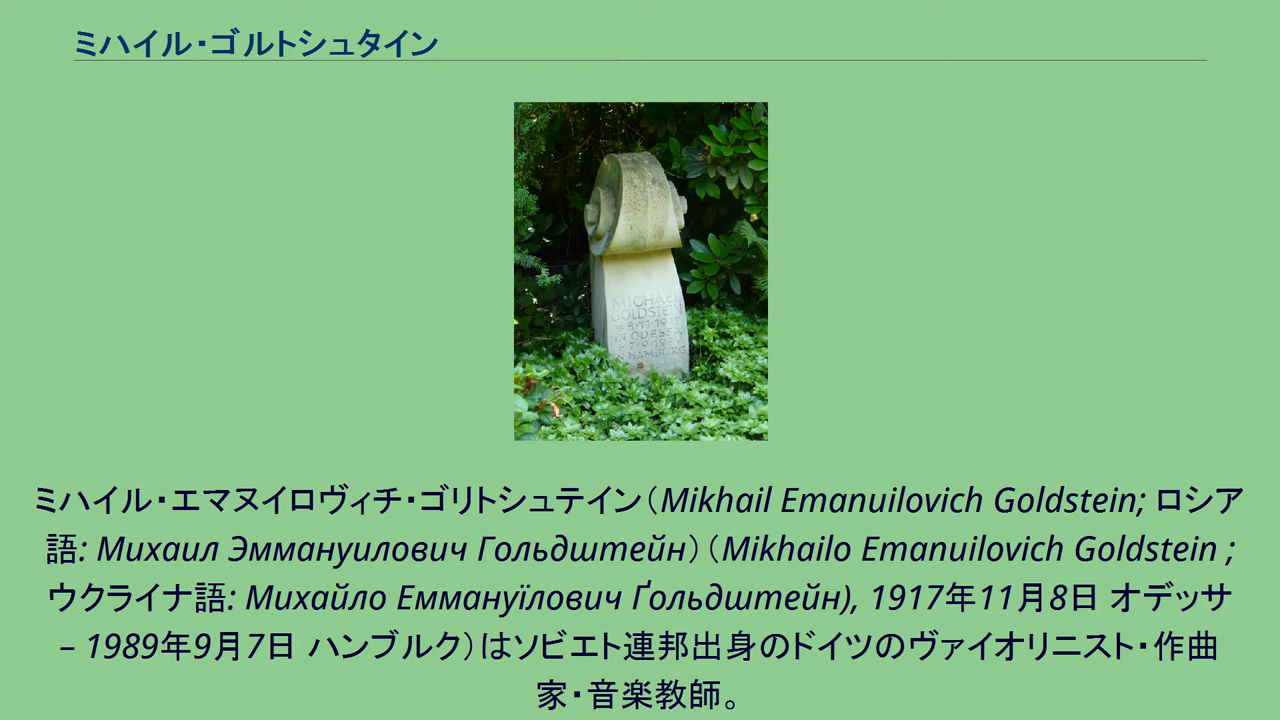 ミハイル・ゴルトシュタイン
MICHAEL
GOLDSTEIN
IN ODESSA
IN HAMBURG
ミハイル・エマヌイロヴィチ・ゴリトシュテイン（Mikhail Emanuilovich Goldstein; ロシア
語: Михаил Эммануилович Гольдштейн）（Mikhailo Emanuilovich Goldstein ;
ウクライナ語: Михайло Еммануїлович Ґольдштейн), 1917年11月8日 オデッサ
– 1989年9月7日 ハンブルク）はソビエト連邦出身のドイツのヴァイオリニスト・作曲
家・音楽教師。